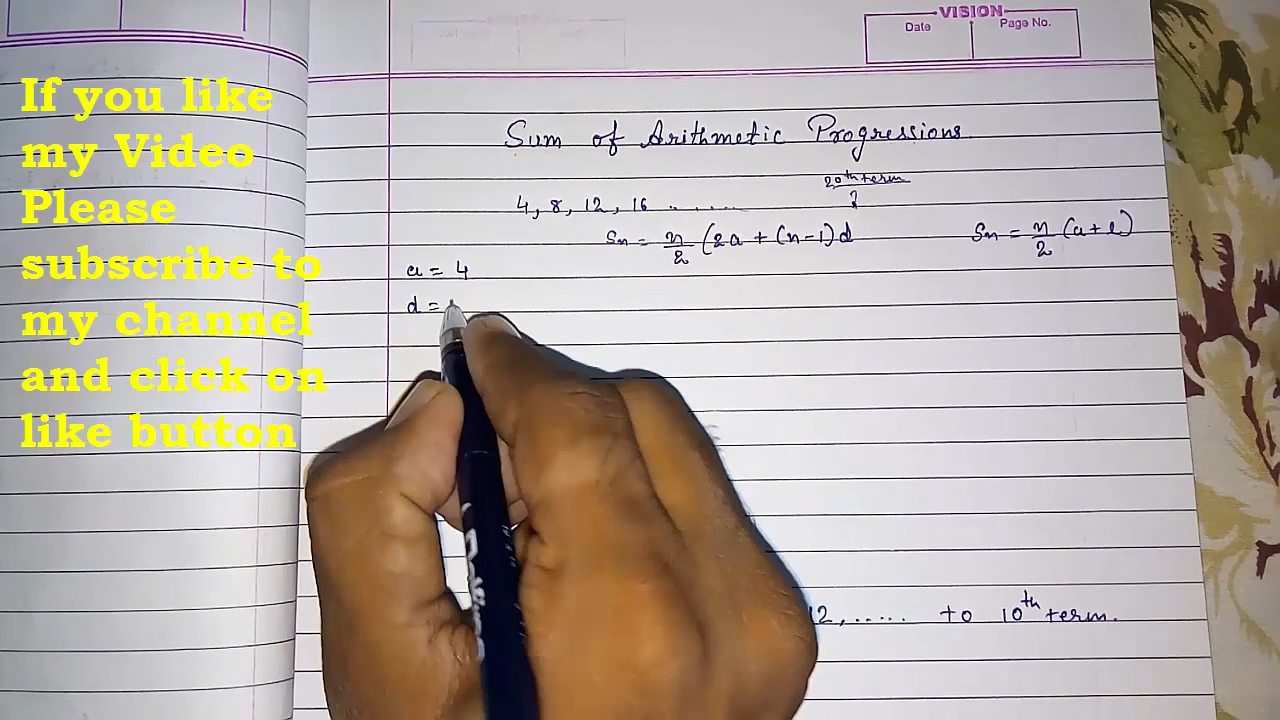 If you like
my Video
Please
subscribe to
my channel
and click on
like button
VISION
Date
Page No.
Sum of Arithmetic Progressions
4, 8, 12, 16 .......
20th term
?
Sn = n/2 (2a + (n-1)d
Sn = n/2 (a+l)
a = 4
d =
12, ..... to 10th term.